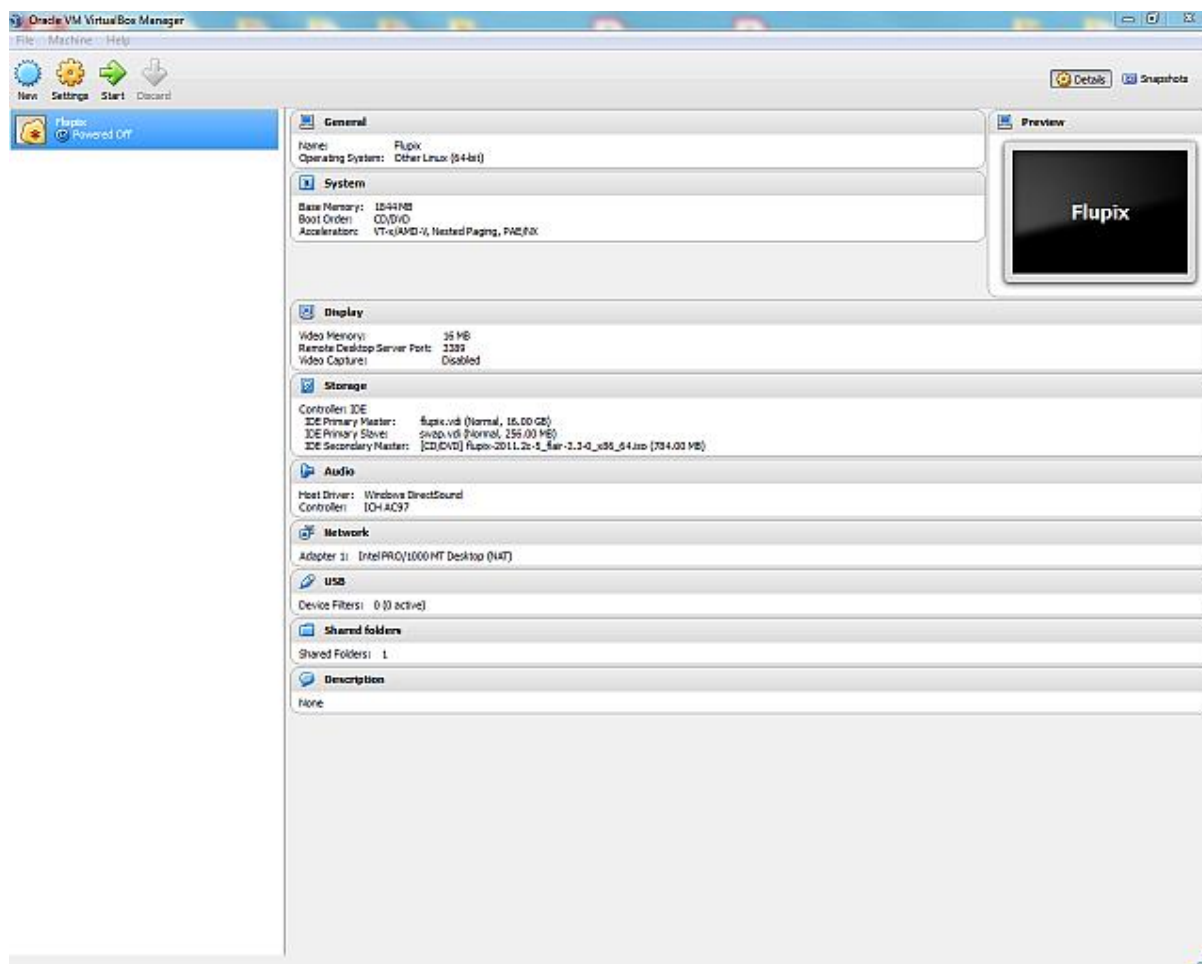 Oracle VM VirtualBox Manager
File Machine Help
New Settings Start Discard
Details Snapshots
Flupix
Powered Off
General
Name: Flupix
Operating System: Other Linux (64-bit)
System
Base Memory: 1844 MB
Boot Order: CD/DVD
Acceleration: VT-x/AMD-V, Nested Paging, PAE/NX
Preview
Flupix
Display
Video Memory: 16 MB
Remote Desktop Server Port: 3389
Video Capture: Disabled
Storage
Controller: IDE
IDE Primary Master: flupix.vdi (Normal, 16.00 GB)
IDE Primary Slave: swap.vdi (Normal, 256.00 MB)
IDE Secondary Master: [CD/DVD] (784.00 MB)
Audio
Host Driver: Windows DirectSound
Controller: ICH AC97
Network
Adapter 1: Intel PRO/1000 MT Desktop (NAT)
USB
Device Filters: 0 (0 active)
Shared folders
Shared Folders: 1
Description
None